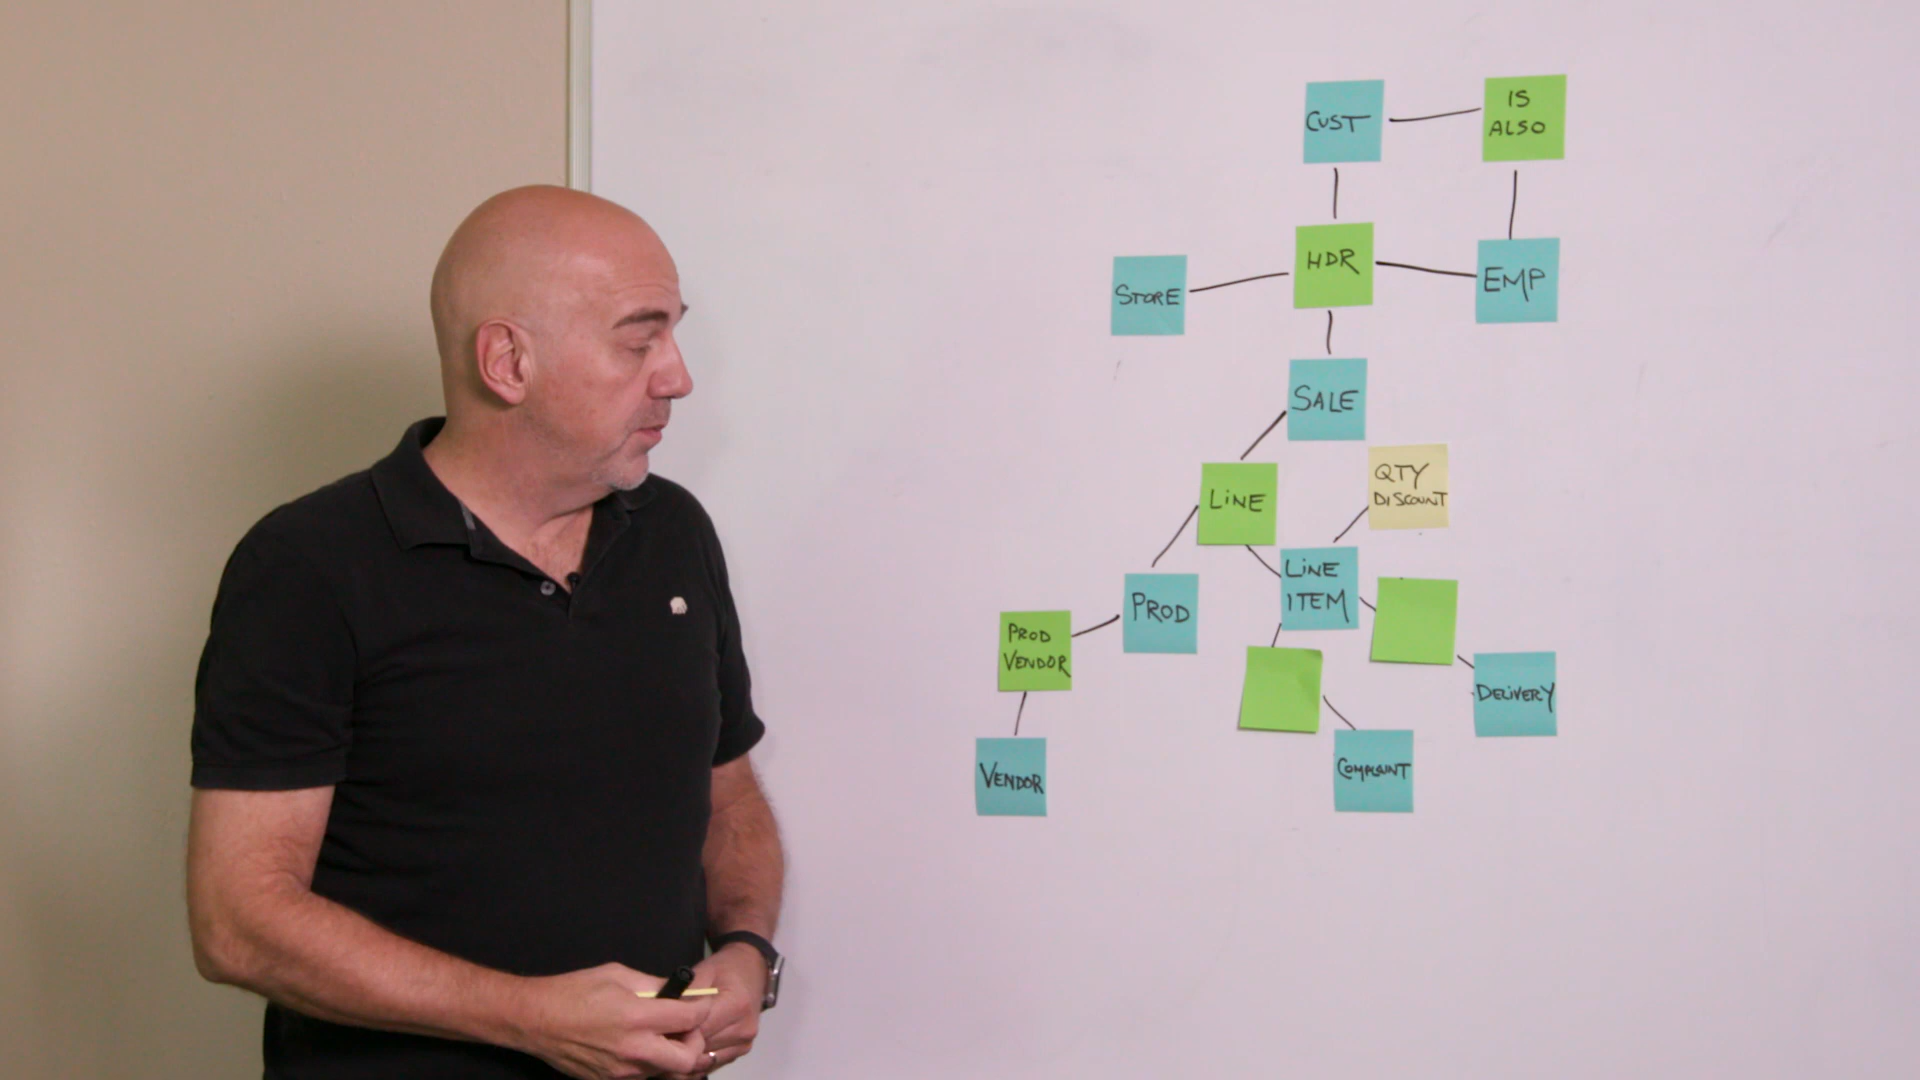 CUST
IS
ALSO
STORE
HDR
EMP
SALE
LINE
QTY
DISCOUNT
LINE
ITEM
PROD
PROD
VENDOR
DELIVERY
VENDOR
COMPLAINT